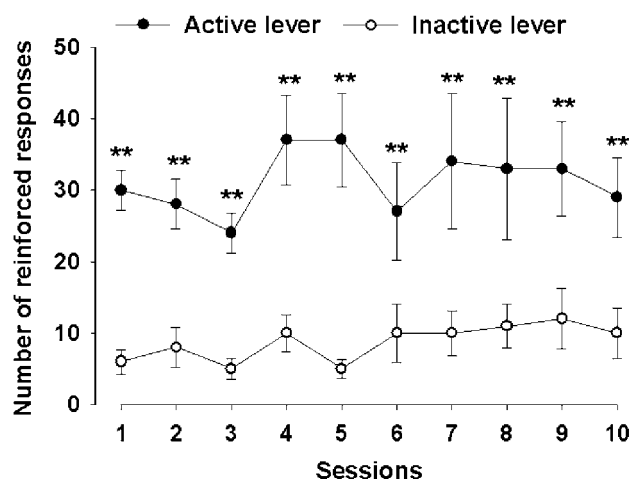 Active lever Inactive lever
Number of reinforced responses
50
40
30
20
10
0
** ** ** ** ** ** ** ** ** **
1 2 3 4 5 6 7 8 9 10
Sessions